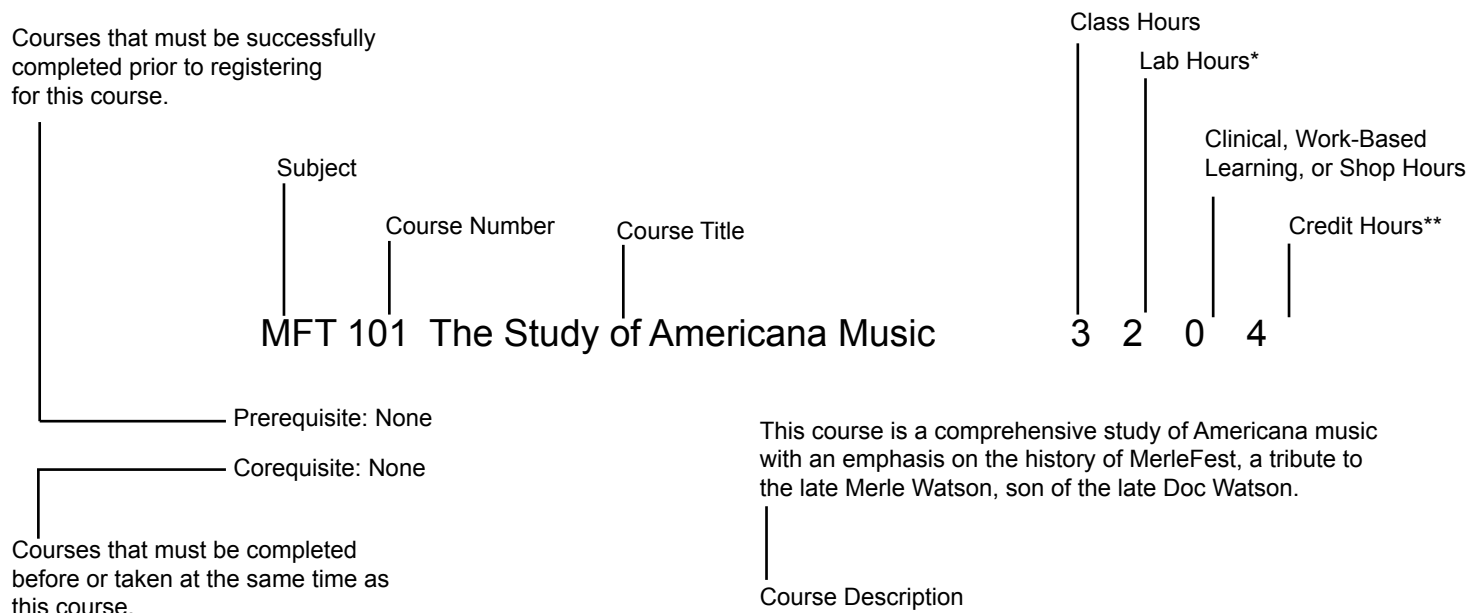 Courses that must be successfully
completed prior to registering
for this course.
Class Hours
Lab Hours*
Clinical, Work-Based
Learning, or Shop Hours
Credit Hours**
Subject
Course Number
Course Title
MFT 101 The Study of Americana Music 3 2 0 4
Prerequisite: None
Corequisite: None
Courses that must be completed
before or taken at the same time as
this course.
This course is a comprehensive study of Americana music
with an emphasis on the history of MerleFest, a tribute to
the late Merle Watson, son of the late Doc Watson.
Course Description